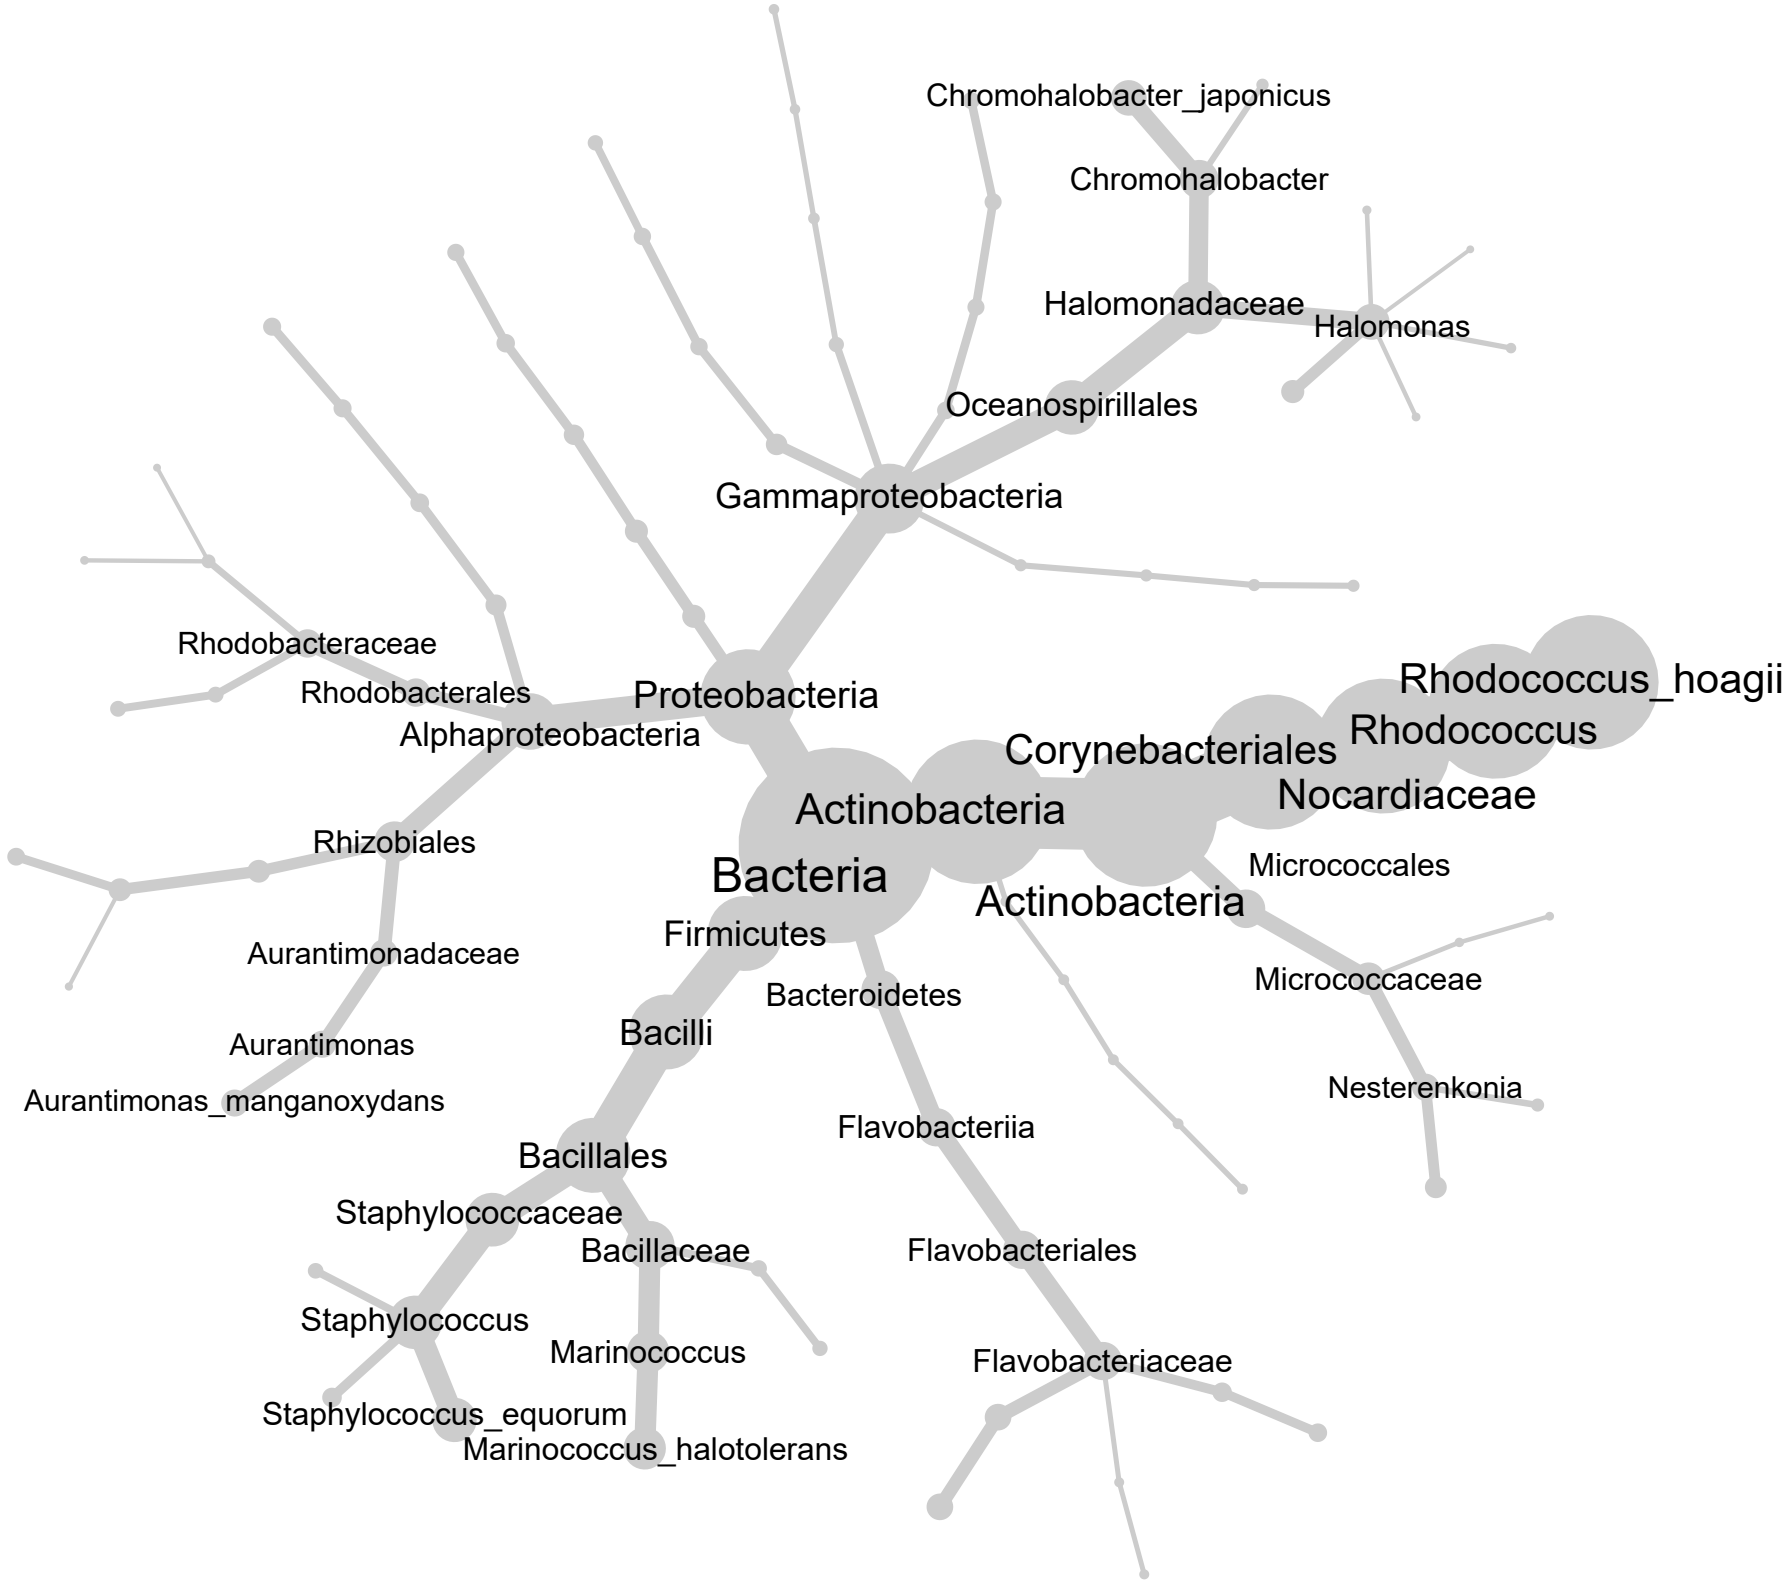 Chromohalobacter_japonicus
Chromohalobacter
Halomonadaceae
Halomonas
Oceanospirillales
Gammaproteobacteria
Rhodobacteraceae
Rhodobacterales
Proteobacteria
Alphaproteobacteria
Rhodococcus_hoagii
Rhodococcus
Corynebacteriales
Nocardiaceae
Actinobacteria
Bacteria
Rhizobiales
Micrococcales
Actinobacteria
Firmicutes
Aurantimonadaceae
Micrococcaceae
Bacteroidetes
Bacilli
Aurantimonas
Nesterenkonia
Aurantimonas_manganoxydans
Flavobacteriia
Bacillales
Staphylococcaceae
Bacillaceae
Flavobacteriales
Staphylococcus
Marinococcus
Flavobacteriaceae
Staphylococcus_equorum
Marinococcus_halotolerans